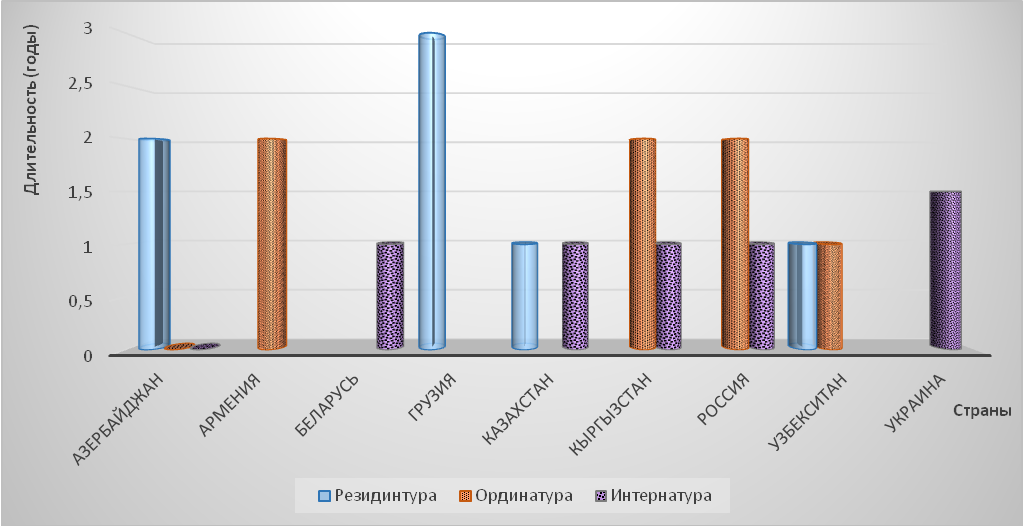 Длительность (годы)
3
2,5
2
1,5
1
0,5
0
АЗЕРБАЙДЖАН
АРМЕНИЯ
БЕЛАРУСЬ
ГРУЗИЯ
КАЗАХСТАН
КЫРГЫЗСТАН
РОССИЯ
УЗБЕКСИТАН
УКРАИНА
Страны
Резидинтура
Ординатура
Интернатура